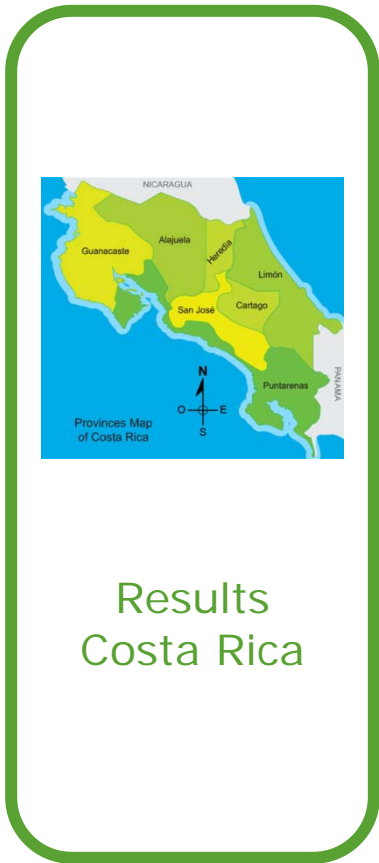 NICARAGUA
Guanacaste
Alajuela
Heredia
Limón
San José
Cartago
Puntarenas
PANAMA
N
O E
S
Provinces Map
of Costa Rica
Results
Costa Rica